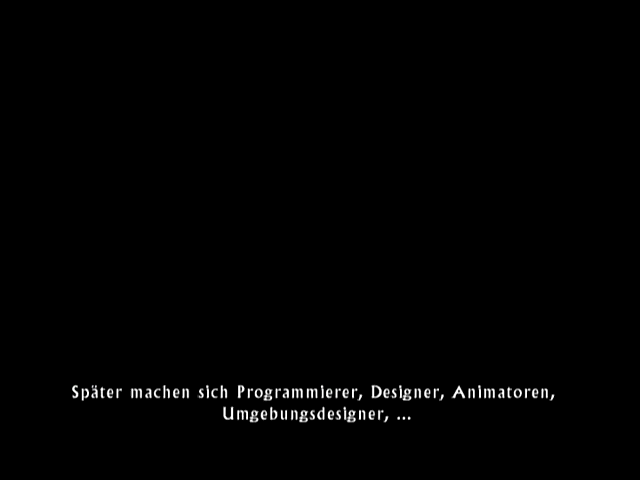 Später machen sich Programmierer, Designer, Animatoren,
Umgebungsdesigner, ...